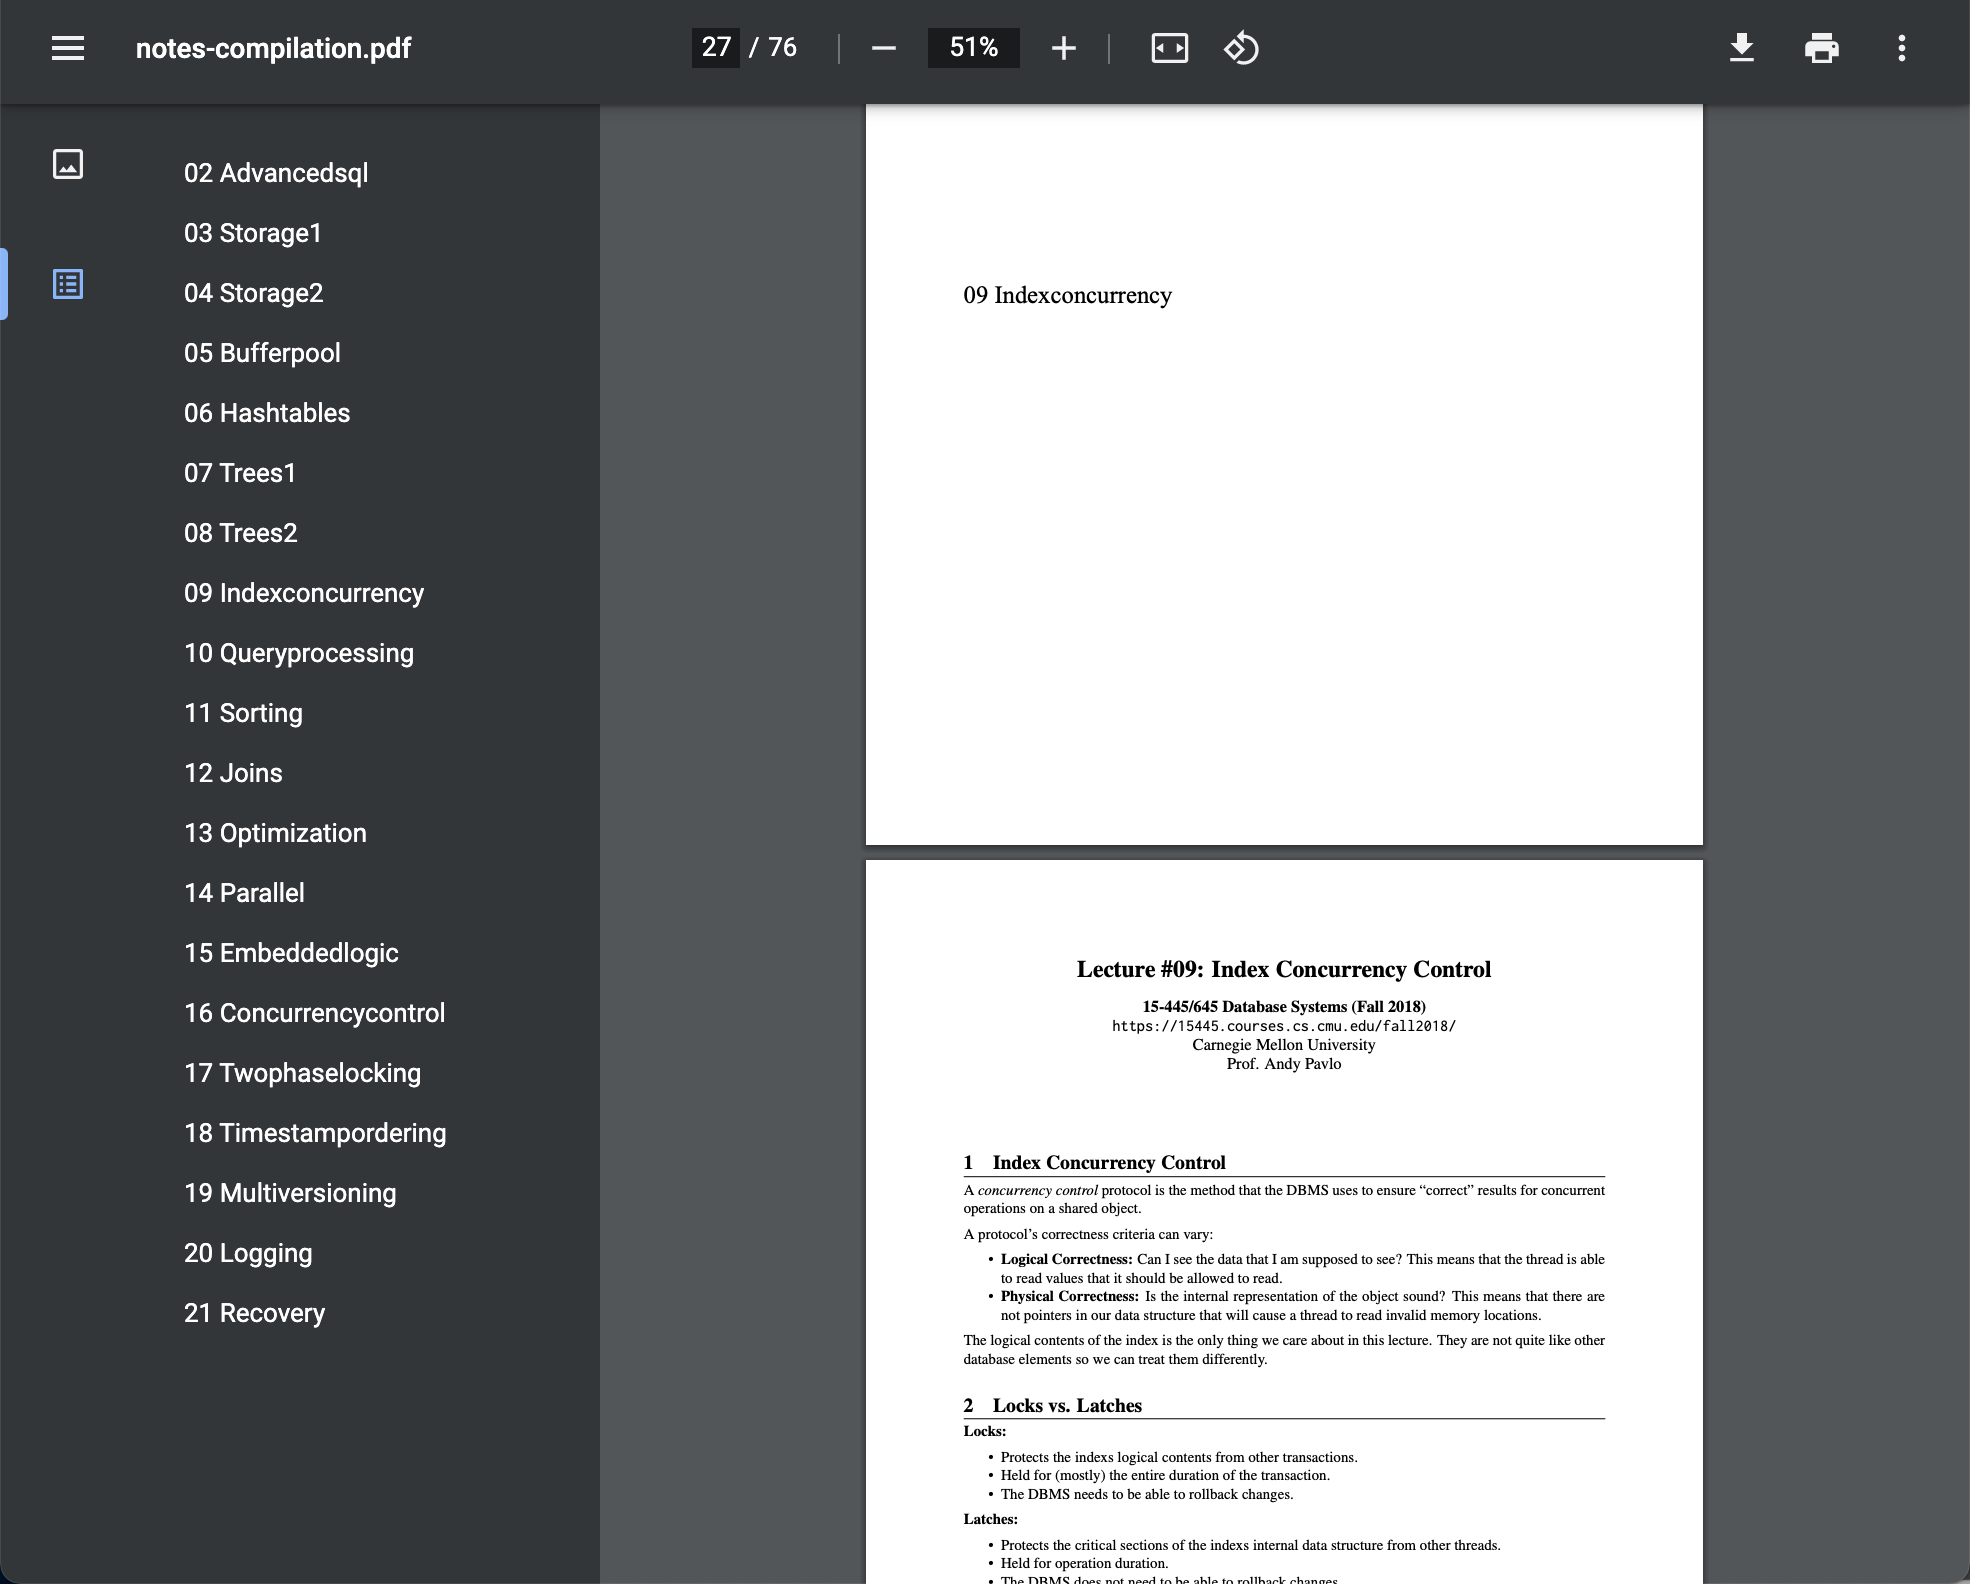 notes-compilation.pdf
27 / 76
51%
02 Advancedsql
03 Storage1
04 Storage2
05 Bufferpool
06 Hashtables
07 Trees1
08 Trees2
09 Indexconcurrency
10 Queryprocessing
11 Sorting
12 Joins
13 Optimization
14 Parallel
15 Embeddedlogic
16 Concurrencycontrol
17 Twophaselocking
18 Timestampordering
19 Multiversioning
20 Logging
21 Recovery
09 Indexconcurrency
Lecture #09: Index Concurrency Control
15-445/645 Database Systems (Fall 2018)
https://15445.courses.cs.cmu.edu/fall2018/
Carnegie Mellon University
Prof. Andy Pavlo
1 Index Concurrency Control
A concurrency control protocol is the method that the DBMS uses to ensure “correct” results for concurrent
operations on a shared object.
A protocol’s correctness criteria can vary:
• Logical Correctness: Can I see the data that I am supposed to see? This means that the thread is able
to read values that it should be allowed to read.
• Physical Correctness: Is the internal representation of the object sound? This means that there are
not pointers in our data structure that will cause a thread to read invalid memory locations.
The logical contents of the index is the only thing we care about in this lecture. They are not quite like other
database elements so we can treat them differently.
2 Locks vs. Latches
Locks:
• Protects the indexs logical contents from other transactions.
• Held for (mostly) the entire duration of the transaction.
• The DBMS needs to be able to rollback changes.
Latches:
• Protects the critical sections of the indexs internal data structure from other threads.
• Held for operation duration.
• The DBMS does not need to be able to rollback changes.